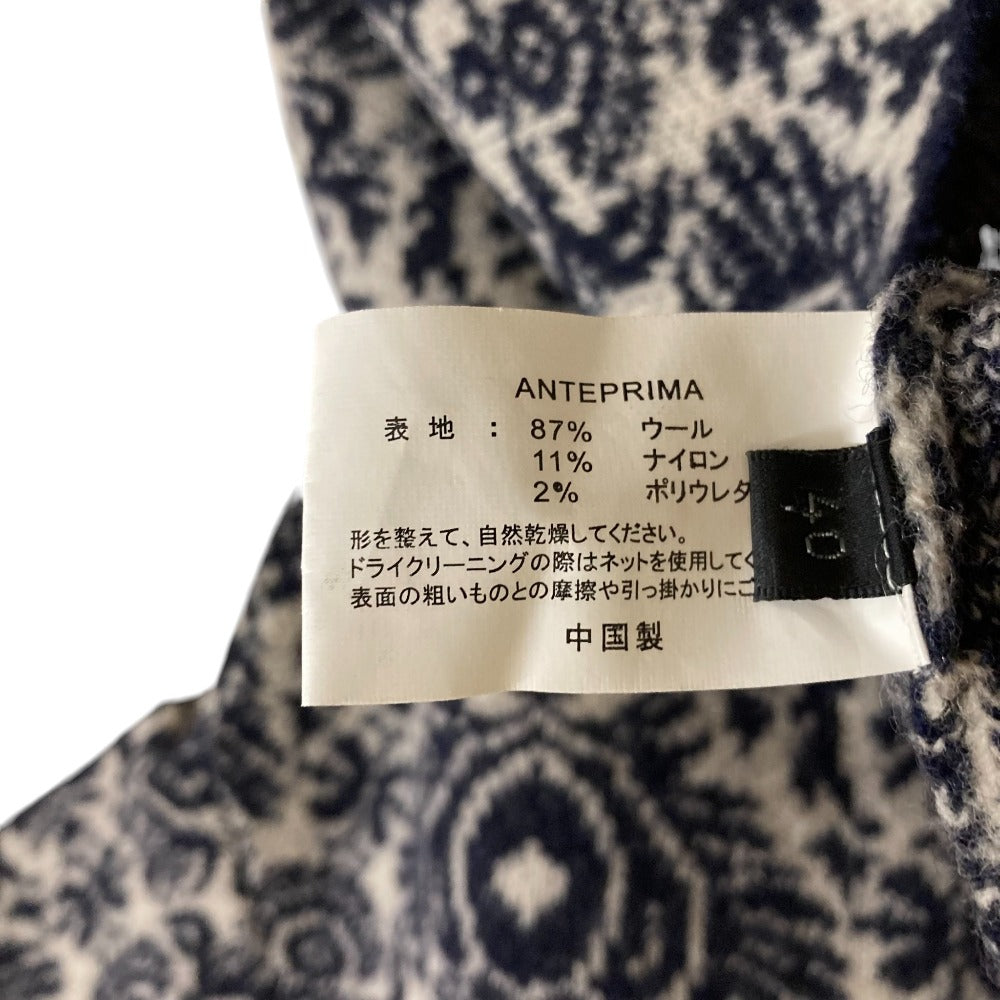 ANTEPRIMA
表地 : 87% ウール
11% ナイロン
2% ポリウレタ
形を整えて、自然乾燥してください。
ドライクリーニングの際はネットを使用してく
表面の粗いものとの摩擦や引っ掛かりにご
中国製
40